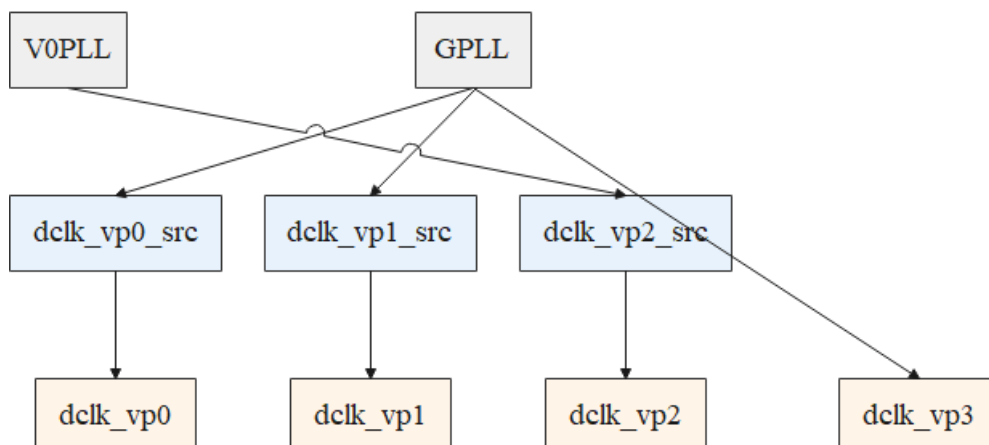 V0PLL
GPLL
dclk_vp0_src
dclk_vp1_src
dclk_vp2_src
dclk_vp0
dclk_vp1
dclk_vp2
dclk_vp3